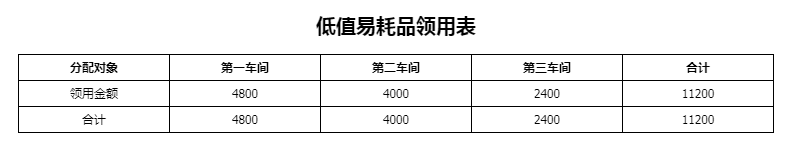 低值易耗品领用表
分配对象 第一车间 第二车间 第三车间 合计
领用金额 4800 4000 2400 11200
合计 4800 4000 2400 11200